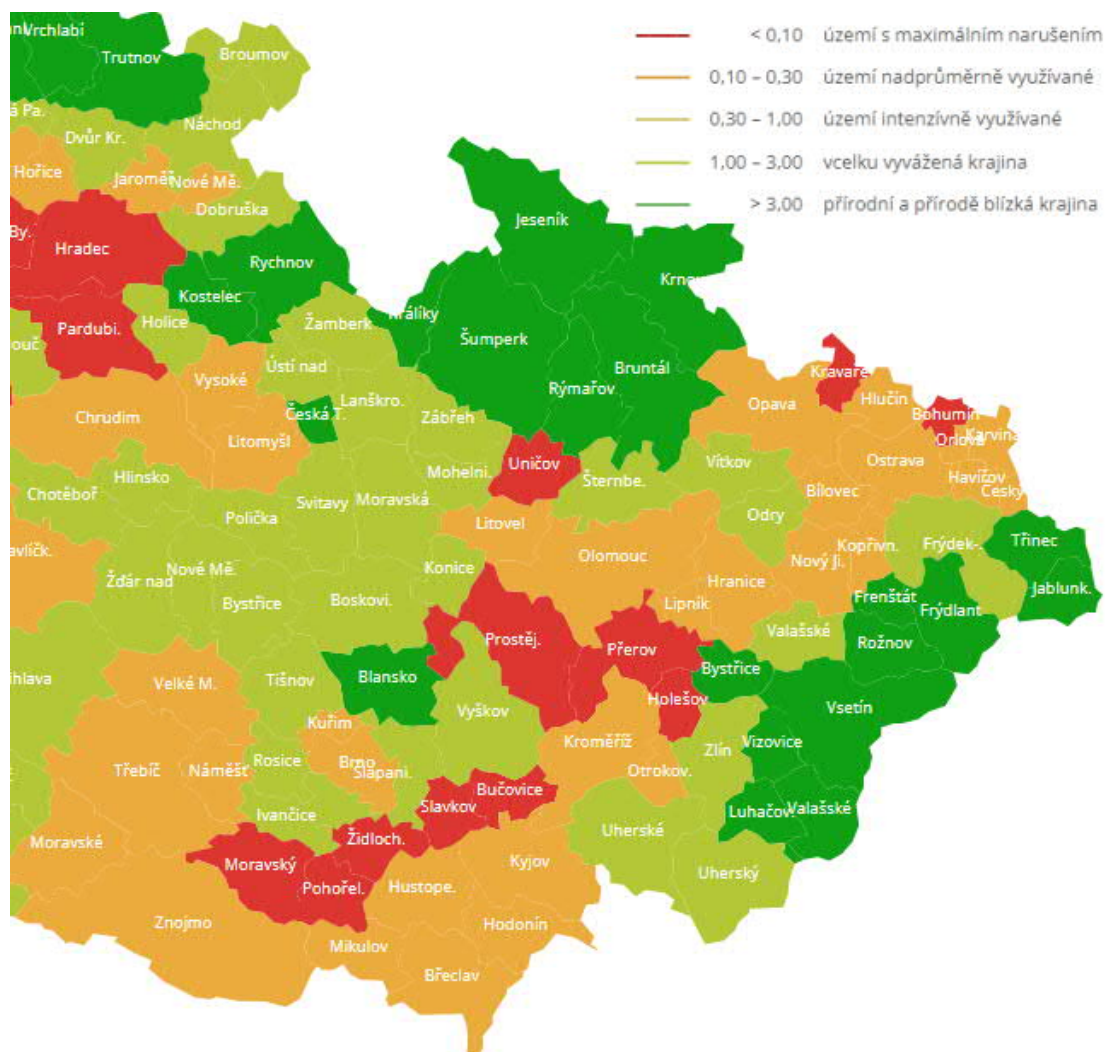 Vrchlabí
Trutnov
Broumov
< 0,10 území s maximálním narušením
0,10 – 0,30 území nadprůměrně využívané
0,30 – 1,00 území intenzívně využívané
1,00 – 3,00 vcelku vyvážená krajina
> 3,00 přírodní a přírodě blízká krajina
á Pa.
Dvůr Kr.
Náchod
Hořice
Jaroměř
Nové Mě.
Dobruška
By.
Hradec
Rychnov
Jeseník
Krnov
Kostelec
Králíky
Pardubi.
Holice
Žamberk
Šumperk
ouč
Ústí nad
Vysoké
Rýmařov
Bruntál
Lanškro.
Chrudim
Česká T.
Zábřeh
Opava
Kravaře
Hlučín
Bohumín
Karviná
Orlová
Litomyšl
Mohelni.
Uničov
Šternbe.
Vítkov
Ostrava
Havířov
Český
Chotěboř
Hlinsko
Polička
Svitavy
Moravská
Litovel
Bílovec
Odry
avlíčk.
Žďár nad
Nové Mě.
Bystřice
Boskovi.
Konice
Olomouc
Hranice
Nový Ji.
Kopřivn.
Frýdek-.
Třinec
Jablunk.
Lipník
Frenštát
Frýdlant
Prostěj.
Přerov
Valašské
Rožnov
ihlava
Velké M.
Tišnov
Blansko
Vyškov
Holešov
Bystřice
Vsetín
Kuřim
Třebíč
Náměšť
Rosice
Brno
Šlapani.
Kroměříž
Zlín
Vizovice
Otrokov.
Ivančice
Slavkov
Bučovice
Luhačov.
Valašské
Moravské
Židloch.
Uherské
Moravský
Pohořel.
Hustope.
Kyjov
Uherský
Znojmo
Mikulov
Hodonín
Břeclav